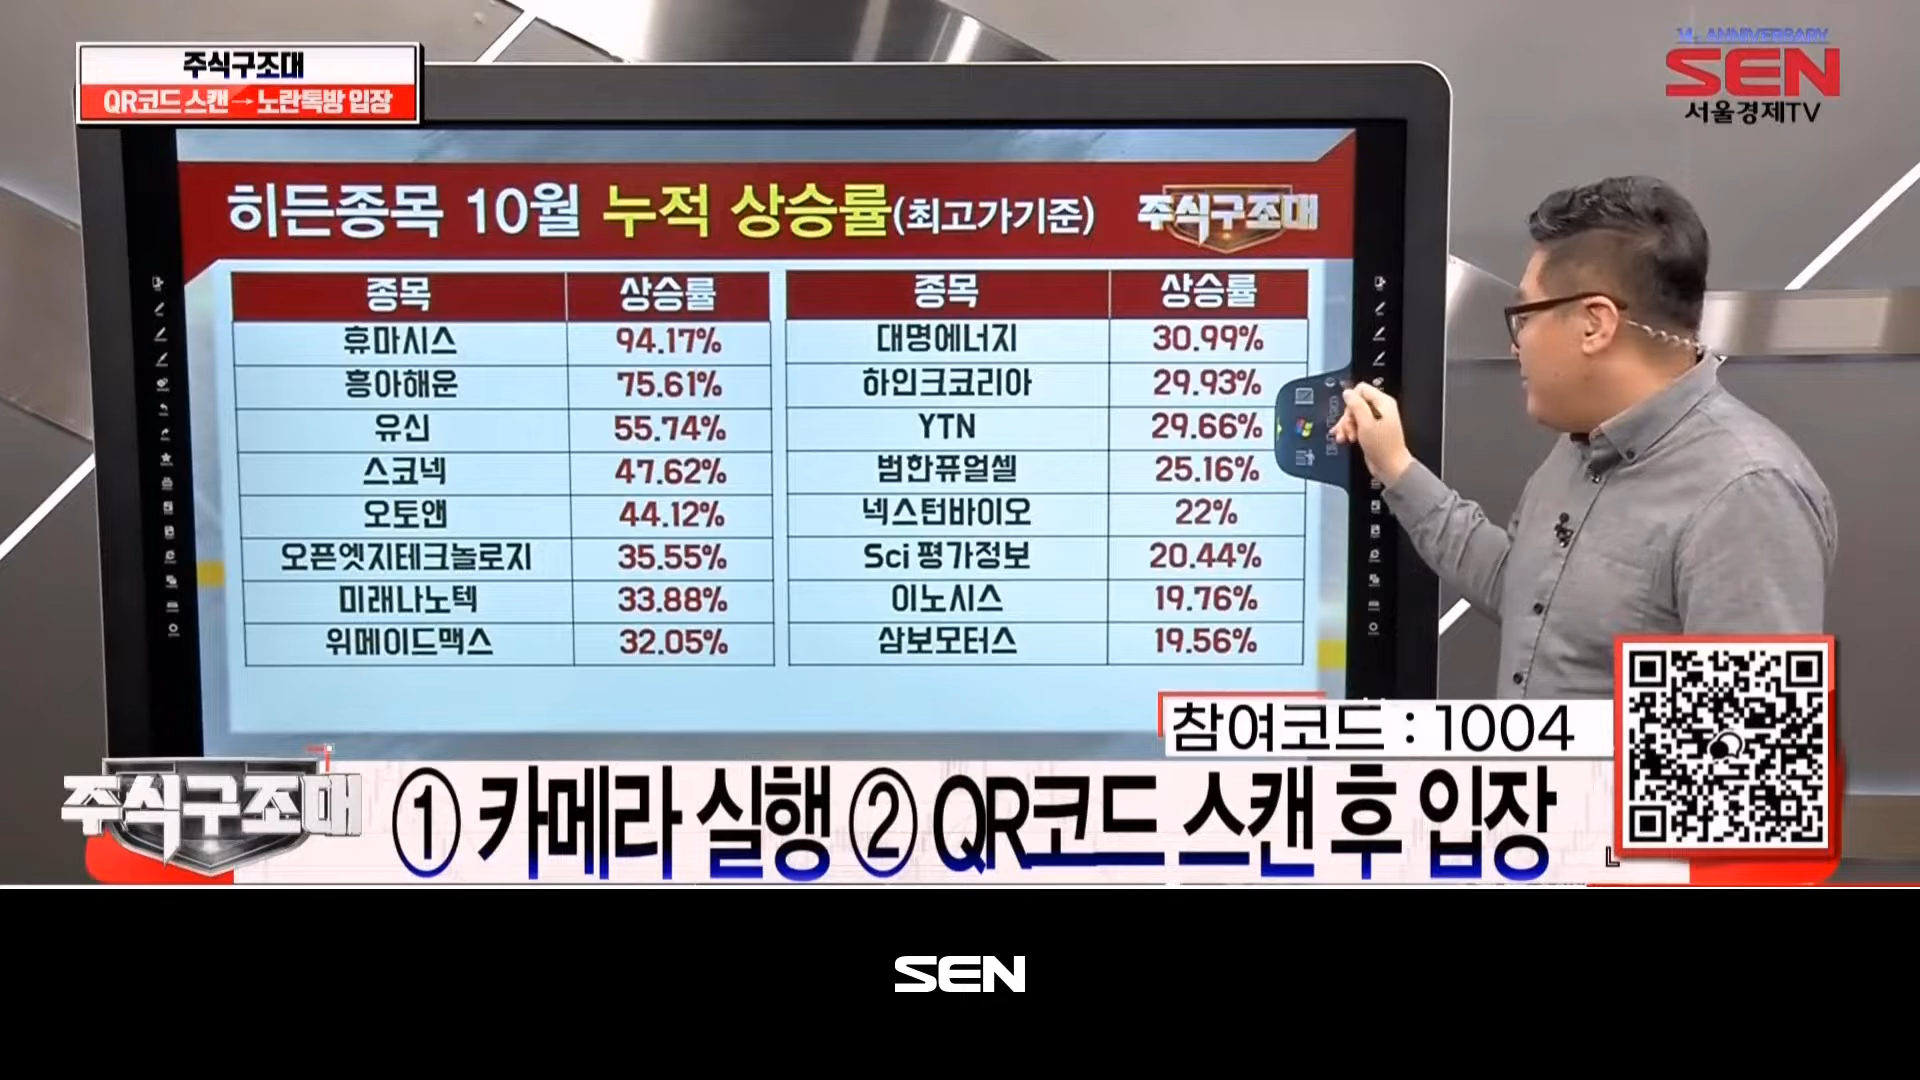 주식구조대
QR코드 스캔→노란톡방 입장
14th ANNIVERSARY
SEN
서울경제TV
히든종목 10월 누적 상승률(최고가기준)
주식구조대
종목 상승률 종목 상승률
휴마시스 94.17% 대명에너지 30.99%
흥아해운 75.61% 하인크코리아 29.93%
유신 55.74% YTN 29.66%
스코넥 47.62% 범한퓨얼셀 25.16%
오토앤 44.12% 넥스턴바이오 22%
오픈엣지테크놀로지 35.55% Sci 평가정보 20.44%
미래나노텍 33.88% 이노시스 19.76%
위메이드맥스 32.05% 삼보모터스 19.56%
참여코드 : 1004
주식구조대
① 카메라 실행 ② QR코드 스캔 후 입장
SEN